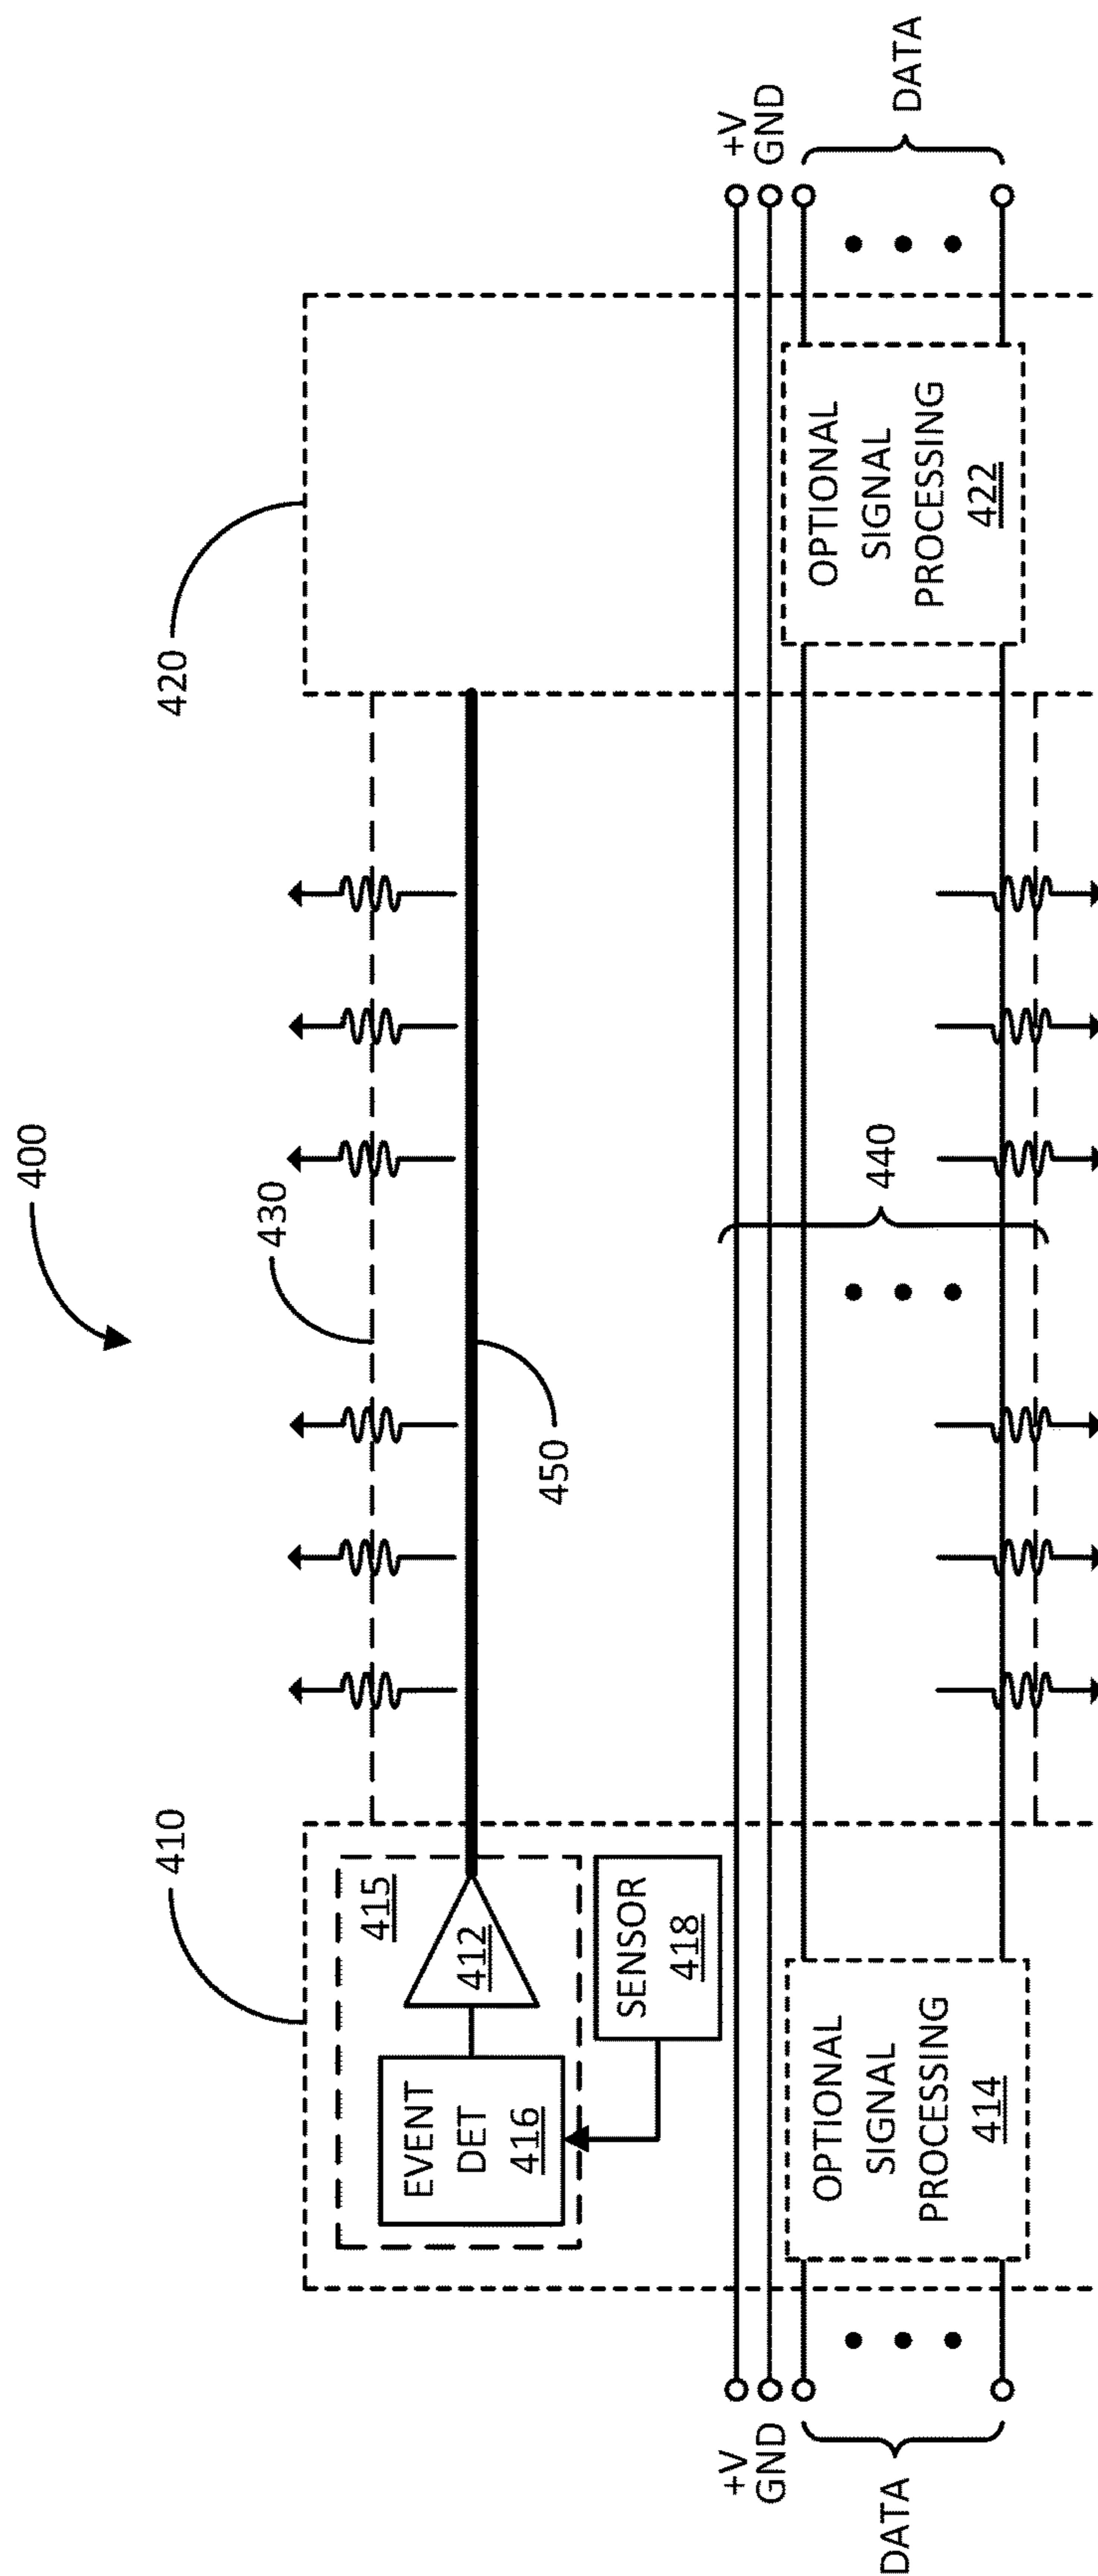 400
410
420
430
450
415
412
EVENT
DET
416
SENSOR
418
440
+V
GND
DATA
+V
GND
DATA
OPTIONAL
SIGNAL
PROCESSING
414
OPTIONAL
SIGNAL
PROCESSING
422